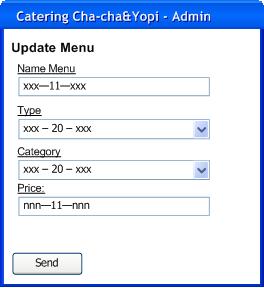 Catering Cha-cha&Yopi - Admin
Update Menu
Name Menu
xxx—11—xxx
Type
xxx – 20 – xxx
Category
xxx – 20 – xxx
Price:
nnn—11—nnn
Send